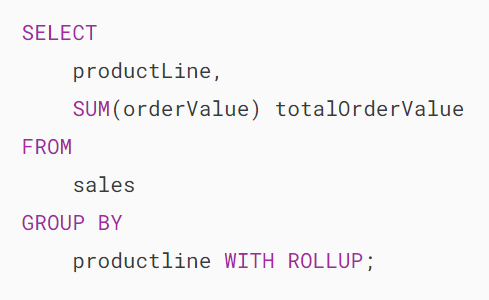 SELECT
    productLine,
    SUM(orderValue) totalOrderValue
FROM
    sales
GROUP BY
    productline WITH ROLLUP;